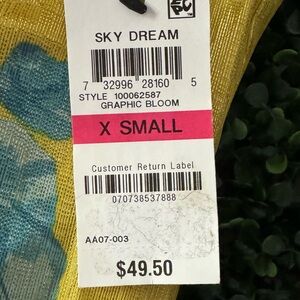 SKY DREAM
7 32996 28160 5
STYLE 100062587
GRAPHIC BLOOM
X SMALL
Customer Return Label
070738537888
AA07-003
$49.50